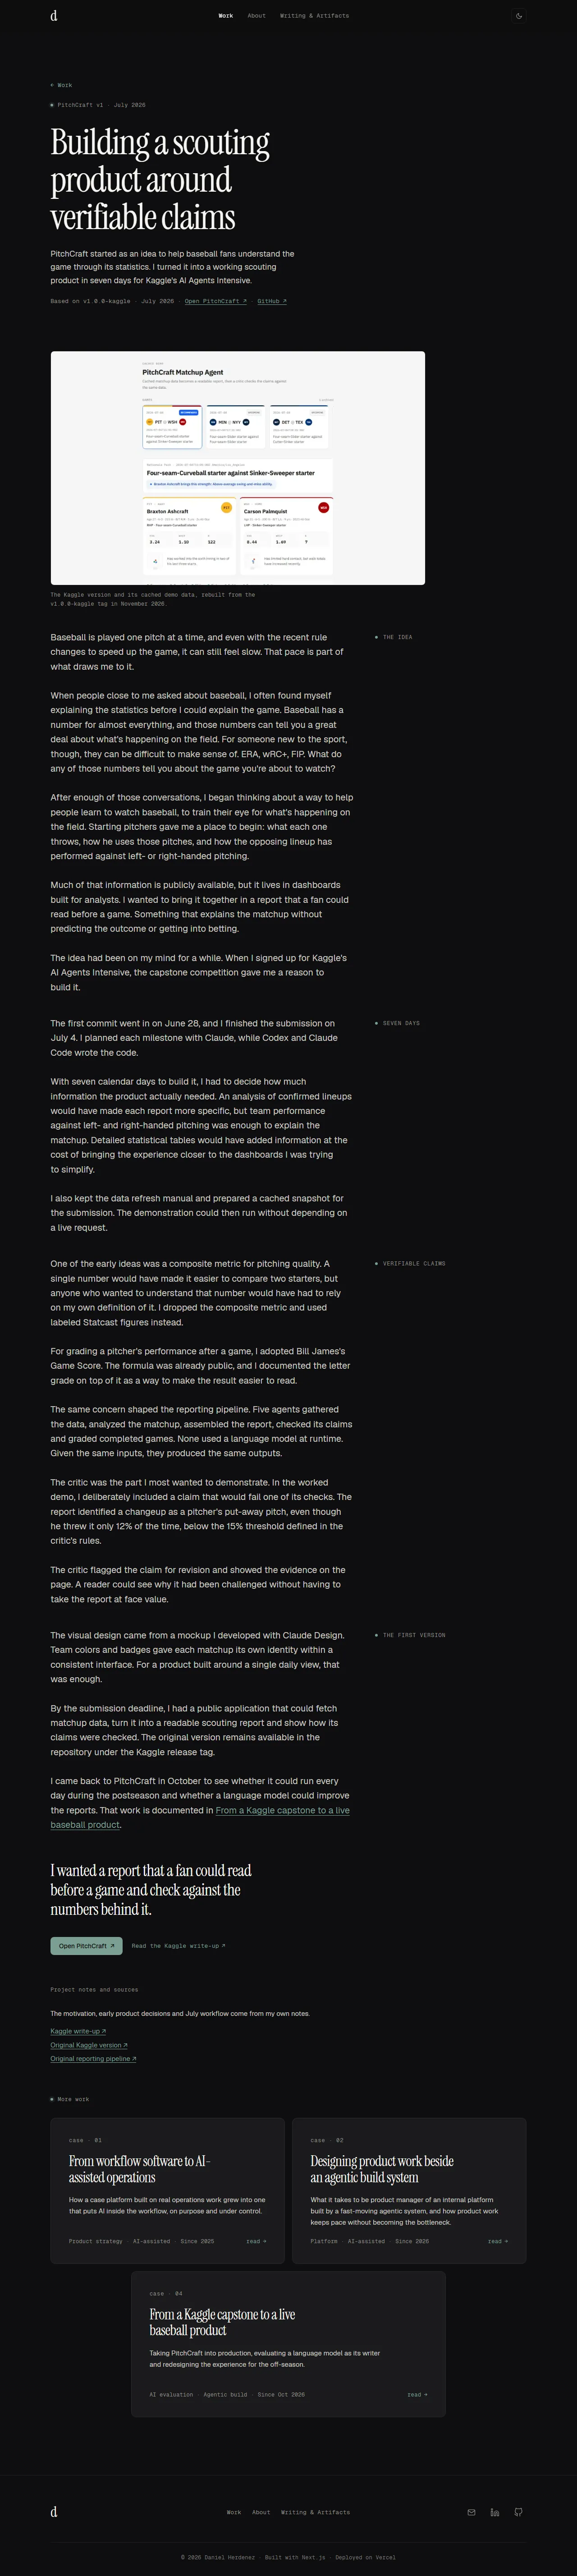 d
Work
About
Writing & Artifacts
← Work
PitchCraft v1 · July 2026
Building a scouting
product around
verifiable claims
PitchCraft started as an idea to help baseball fans understand the
game through its statistics. I turned it into a working scouting
product in seven days for Kaggle's AI Agents Intensive.
Based on v1.0.0-kaggle · July 2026 · Open PitchCraft ↗ · GitHub ↗
PitchCraft Matchup Agent
PIT @ WSH
MIN @ NYY
DET @ TEX
Four-seam-Curveball starter against Sinker-Sweeper starter
Braxton Ashcraft
PIT
Carson Palmquist
WSH
3.24
1.10
122
8.44
1.69
7
The Kaggle version and its cached demo data, rebuilt from the
v1.0.0-kaggle tag in November 2026.
THE IDEA
Baseball is played one pitch at a time, and even with the recent rule
changes to speed up the game, it can still feel slow. That pace is part of
what draws me to it.
When people close to me asked about baseball, I often found myself
explaining the statistics before I could explain the game. Baseball has a
number for almost everything, and those numbers can tell you a great
deal about what's happening on the field. For someone new to the sport,
though, they can be difficult to make sense of. ERA, wRC+, FIP. What do
any of those numbers tell you about the game you're about to watch?
After enough of those conversations, I began thinking about a way to help
people learn to watch baseball, to train their eye for what's happening on
the field. Starting pitchers gave me a place to begin: what each one
throws, how he uses those pitches, and how the opposing lineup has
performed against left- or right-handed pitching.
Much of that information is publicly available, but it lives in dashboards
built for analysts. I wanted to bring it together in a report that a fan could
read before a game. Something that explains the matchup without
predicting the outcome or getting into betting.
The idea had been on my mind for a while. When I signed up for Kaggle's
AI Agents Intensive, the capstone competition gave me a reason to
build it.
SEVEN DAYS
The first commit went in on June 28, and I finished the submission on
July 4. I planned each milestone with Claude, while Codex and Claude
Code wrote the code.
With seven calendar days to build it, I had to decide how much
information the product actually needed. An analysis of confirmed lineups
would have made each report more specific, but team performance
against left- and right-handed pitching was enough to explain the
matchup. Detailed statistical tables would have added information at the
cost of bringing the experience closer to the dashboards I was trying
to simplify.
I also kept the data refresh manual and prepared a cached snapshot for
the submission. The demonstration could then run without depending on
a live request.
VERIFIABLE CLAIMS
One of the early ideas was a composite metric for pitching quality. A
single number would have made it easier to compare two starters, but
anyone who wanted to understand that number would have had to rely
on my own definition of it. I dropped the composite metric and used
labeled Statcast figures instead.
For grading a pitcher's performance after a game, I adopted Bill James's
Game Score. The formula was already public, and I documented the letter
grade on top of it as a way to make the result easier to read.
The same concern shaped the reporting pipeline. Five agents gathered
the data, analyzed the matchup, assembled the report, checked its claims
and graded completed games. None used a language model at runtime.
Given the same inputs, they produced the same outputs.
The critic was the part I most wanted to demonstrate. In the worked
demo, I deliberately included a claim that would fail one of its checks. The
report identified a changeup as a pitcher's put-away pitch, even though
he threw it only 12% of the time, below the 15% threshold defined in the
critic's rules.
The critic flagged the claim for revision and showed the evidence on the
page. A reader could see why it had been challenged without having to
take the report at face value.
THE FIRST VERSION
The visual design came from a mockup I developed with Claude Design.
Team colors and badges gave each matchup its own identity within a
consistent interface. For a product built around a single daily view, that
was enough.
By the submission deadline, I had a public application that could fetch
matchup data, turn it into a readable scouting report and show how its
claims were checked. The original version remains available in the
repository under the Kaggle release tag.
I came back to PitchCraft in October to see whether it could run every
day during the postseason and whether a language model could improve
the reports. That work is documented in From a Kaggle capstone to a live
baseball product.
I wanted a report that a fan could read
before a game and check against the
numbers behind it.
Open PitchCraft ↗
Read the Kaggle write-up ↗
Project notes and sources
The motivation, early product decisions and July workflow come from my own notes.
Kaggle write-up ↗
Original Kaggle version ↗
Original reporting pipeline ↗
More work
case · 01
From workflow software to AI-
assisted operations
How a case platform built on real operations work grew into one
that puts AI inside the workflow, on purpose and under control.
Product strategy · AI-assisted · Since 2025
read →
case · 02
Designing product work beside
an agentic build system
What it takes to be product manager of an internal platform
built by a fast-moving agentic system, and how product work
keeps pace without becoming the bottleneck.
Platform · AI-assisted · Since 2026
read →
case · 04
From a Kaggle capstone to a live
baseball product
Taking PitchCraft into production, evaluating a language model as its writer
and redesigning the experience for the off-season.
AI evaluation · Agentic build · Since Oct 2026
read →
d
Work
About
Writing & Artifacts
© 2026 Daniel Herdenez · Built with Next.js · Deployed on Vercel